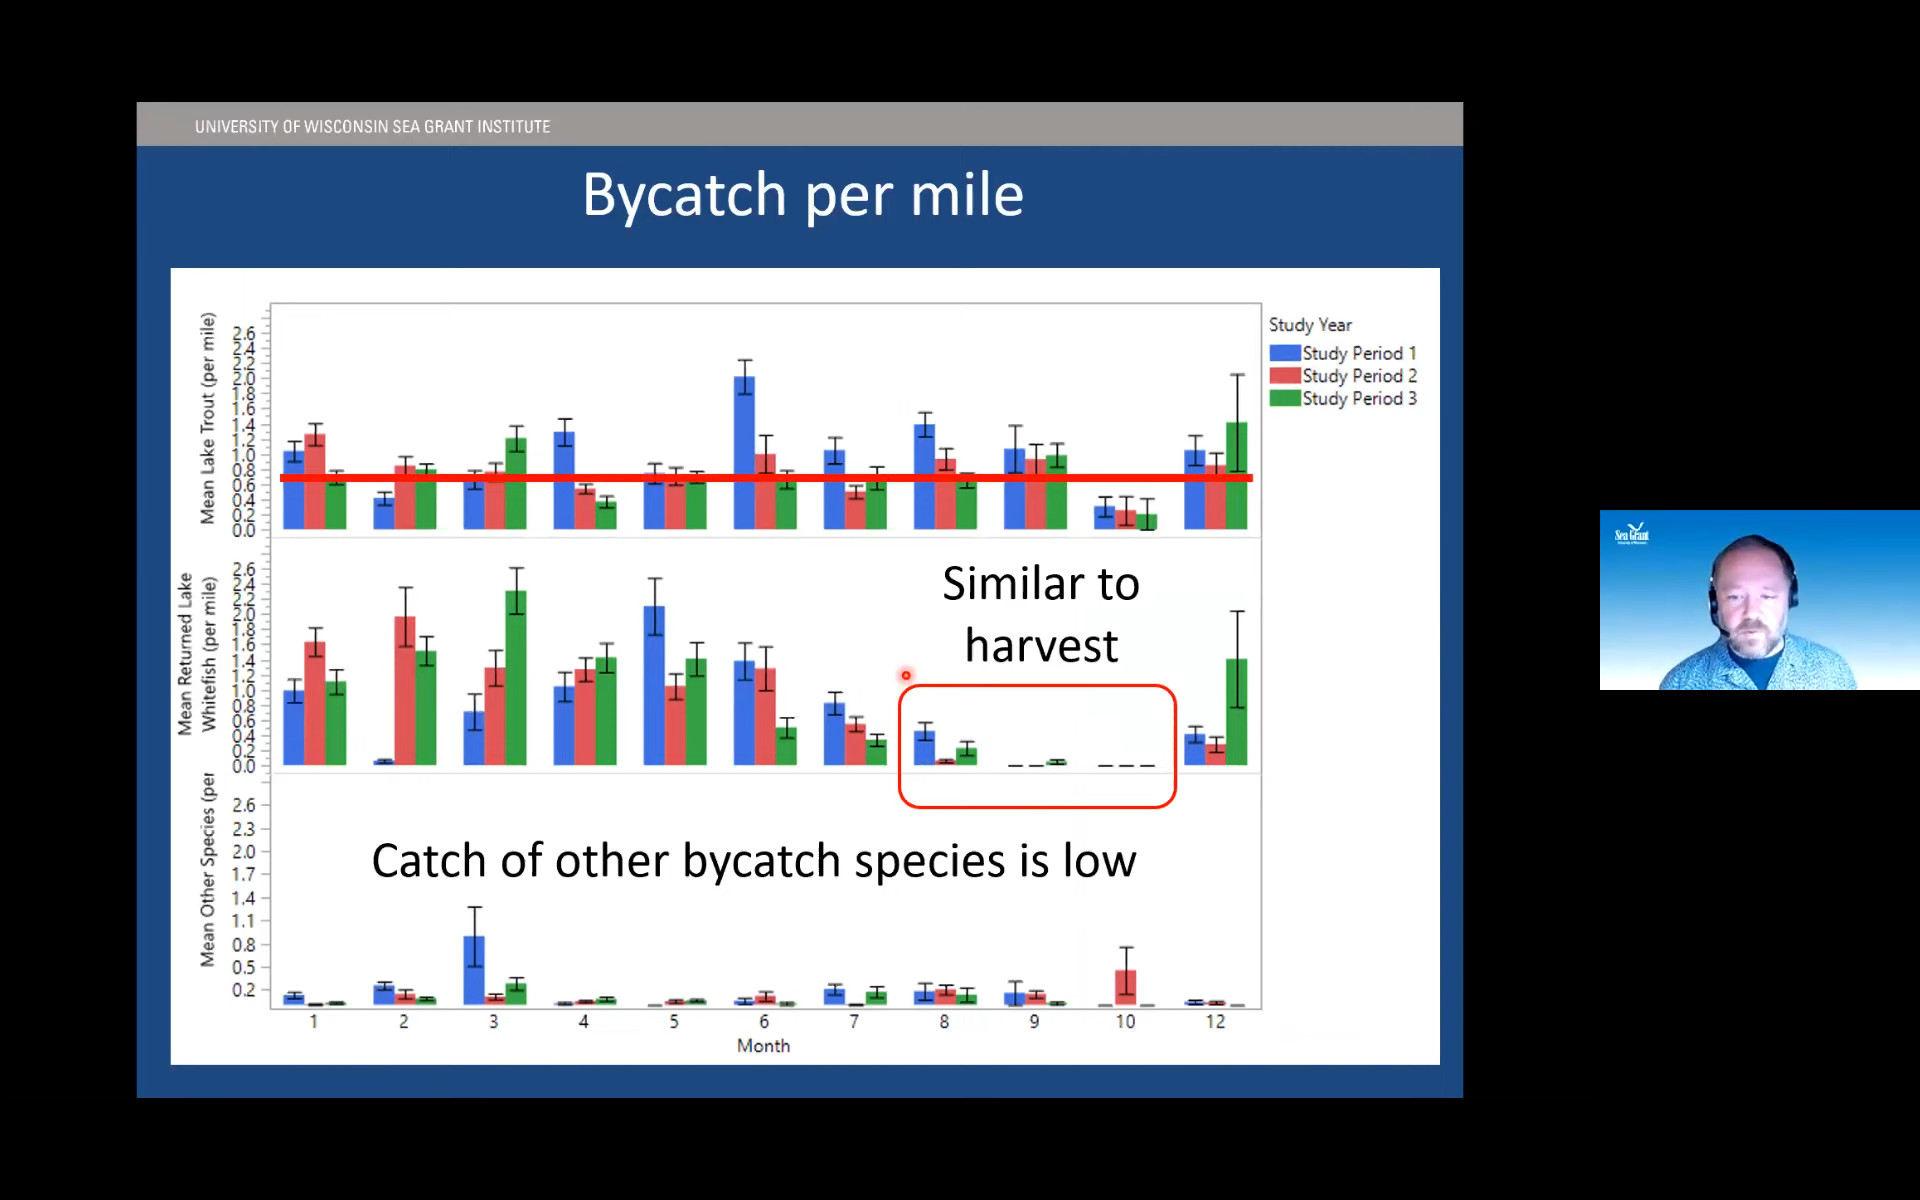 UNIVERSITY OF WISCONSIN SEA GRANT INSTITUTE
Bycatch per mile
Mean Lake Trout (per mile)
2.6
2.4
2.2
2.0
1.8
1.6
1.4
1.2
1.0
0.8
0.6
0.4
0.2
0.0
Study Year
Study Period 1
Study Period 2
Study Period 3
Mean Returned Lake
Whitefish (per mile)
2.6
2.4
2.2
2.0
1.8
1.6
1.4
1.2
1.0
0.8
0.6
0.4
0.2
0.0
Similar to
harvest
Mean Other Species (per
2.6
2.3
2.0
1.7
1.4
1.1
0.8
0.5
0.2
Catch of other bycatch species is low
1 2 3 4 5 6 7 8 9 10 12
Month
Sea Grant